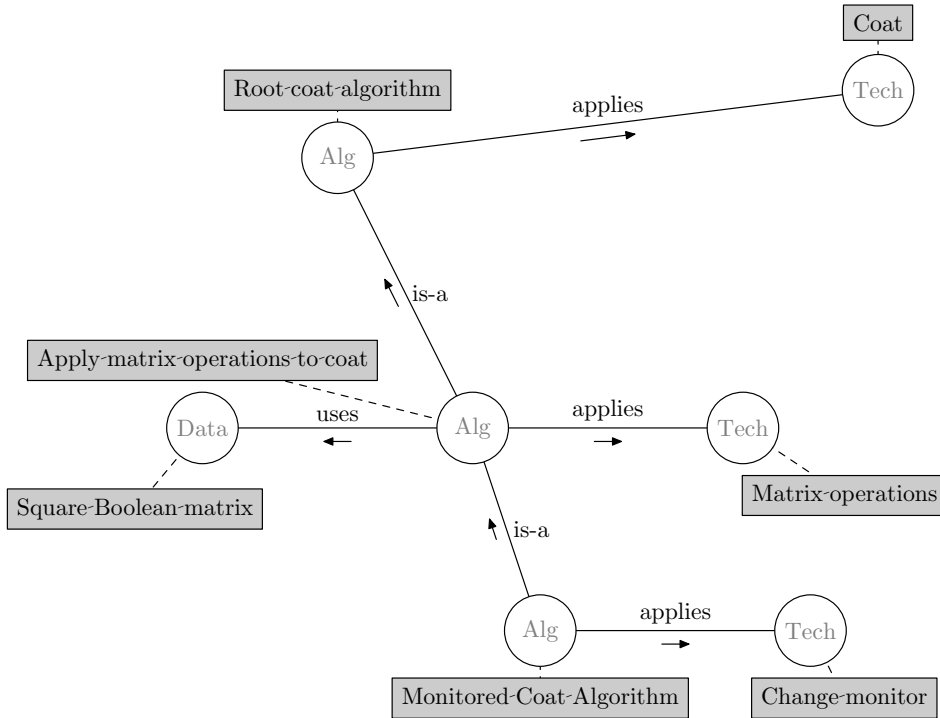 Coat
Tech
Root-coat-algorithm
applies
Alg
is-a
Apply-matrix-operations-to-coat
uses
applies
Data
Alg
Tech
Square-Boolean-matrix
Matrix-operations
is-a
applies
Alg
Tech
Monitored-Coat-Algorithm
Change-monitor